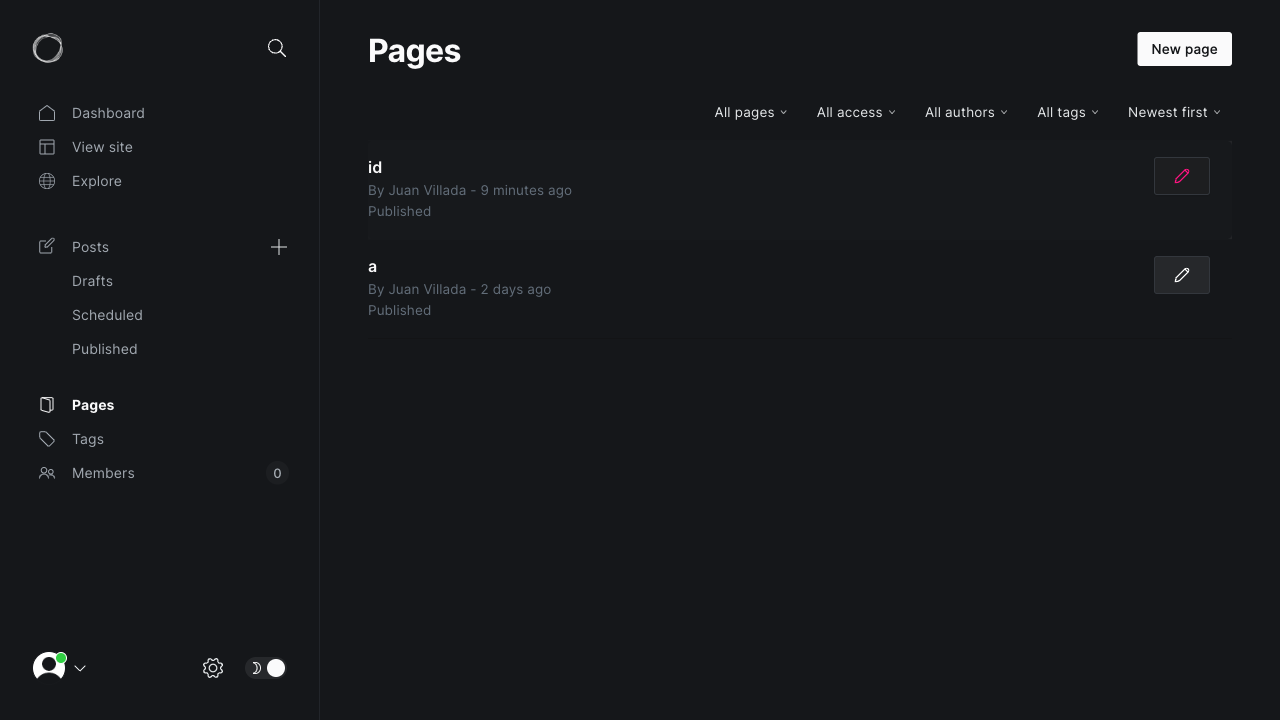 Pages
New page
Dashboard
View site
Explore
Posts
Drafts
Scheduled
Published
Pages
Tags
Members 0
All pages All access All authors All tags Newest first
id
By Juan Villada - 9 minutes ago
Published
a
By Juan Villada - 2 days ago
Published